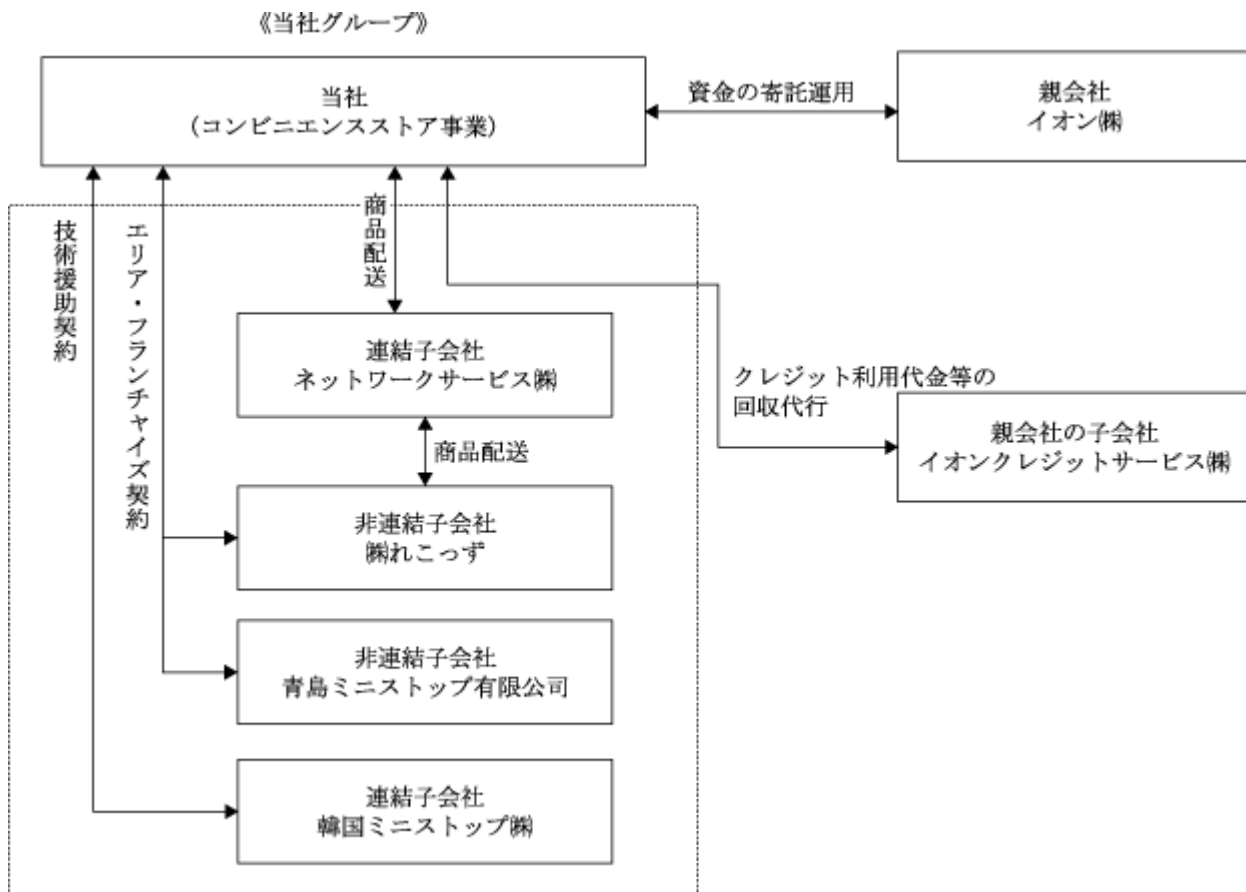 《当社グループ》
当社
(コンビニエンスストア事業)
資金の寄託運用
親会社
イオン㈱
技術援助契約
エリア・フランチャイズ契約
商品配送
連結子会社
ネットワークサービス㈱
クレジット利用代金等の
回収代行
親会社の子会社
イオンクレジットサービス㈱
商品配送
非連結子会社
㈱れこっず
非連結子会社
青島ミニストップ有限公司
連結子会社
韓国ミニストップ㈱